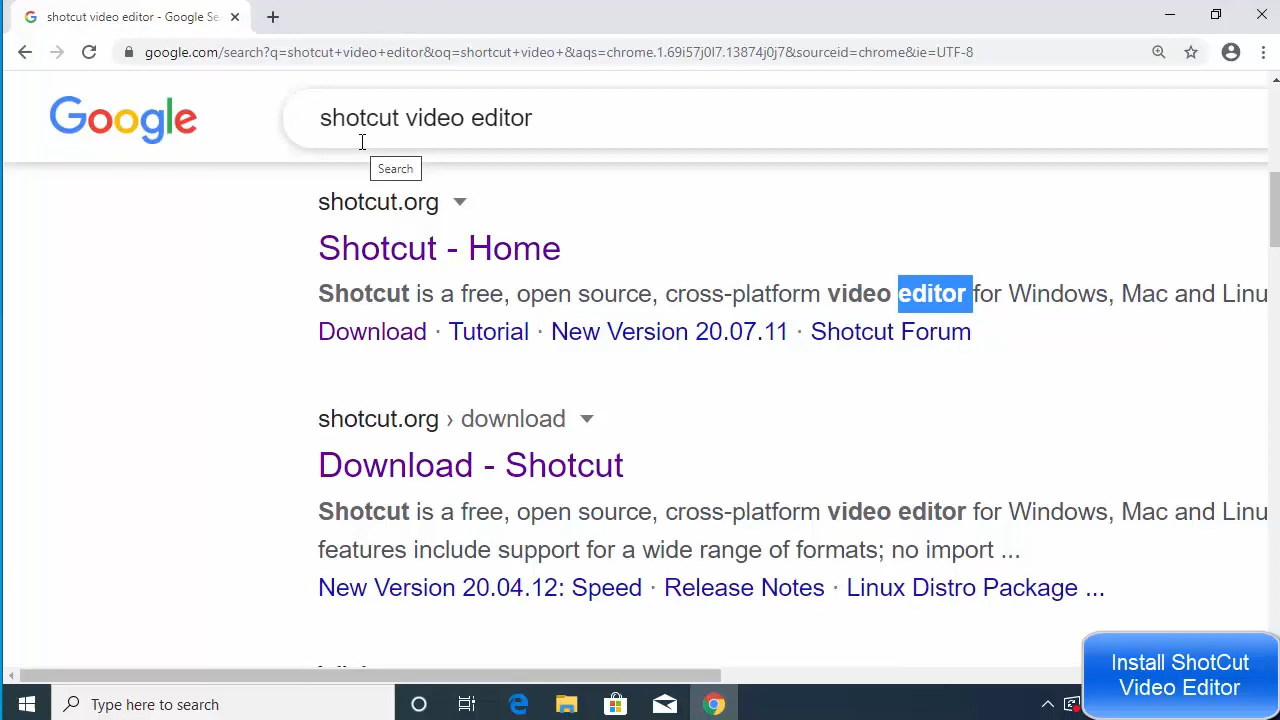 shotcut video editor - Google Se
google.com/search?q=shotcut+video+editor&oq=shortcut+video+&aqs=chrome.1.69i57j0l7.13874j0j7&sourceid=chrome&ie=UTF-8
Google
shotcut video editor
Search
shotcut.org
Shotcut - Home
Shotcut is a free, open source, cross-platform video editor for Windows, Mac and Linu
Download · Tutorial · New Version 20.07.11 · Shotcut Forum
shotcut.org › download
Download - Shotcut
Shotcut is a free, open source, cross-platform video editor for Windows, Mac and Linu
features include support for a wide range of formats; no import ...
New Version 20.04.12: Speed · Release Notes · Linux Distro Package ...
Install ShotCut
Video Editor
Type here to search